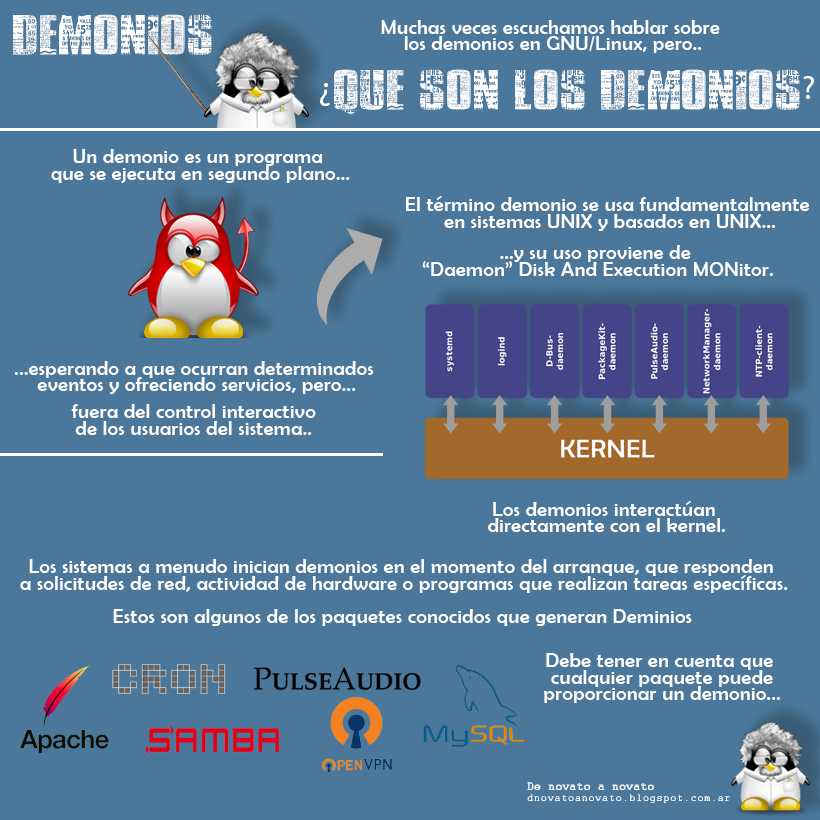 DEMONIOS
Muchas veces escuchamos hablar sobre
los demonios en GNU/Linux, pero..
¿QUE SON LOS DEMONIOS?
Un demonio es un programa
que se ejecuta en segundo plano...
...esperando a que ocurran determinados
eventos y ofreciendo servicios, pero...
fuera del control interactivo
de los usuarios del sistema..
El término demonio se usa fundamentalmente
en sistemas UNIX y basados en UNIX...
...y su uso proviene de
“Daemon” Disk And Execution MONitor.
systemd
logind
D-Bus-
daemon
PackageKit-
daemon
PulseAudio-
daemon
NetworkManager-
daemon
NTP-client-
daemon
KERNEL
Los demonios interactúan
directamente con el kernel.
Los sistemas a menudo inician demonios en el momento del arranque, que responden
a solicitudes de red, actividad de hardware o programas que realizan tareas específicas.
Estos son algunos de los paquetes conocidos que generan Deminios
Apache
CRON
SAMBA
PULSEAUDIO
OPENVPN
MySQL
Debe tener en cuenta que
cualquier paquete puede
proporcionar un demonio...
De novato a novato
dnovatoanovato.blogspot.com.ar